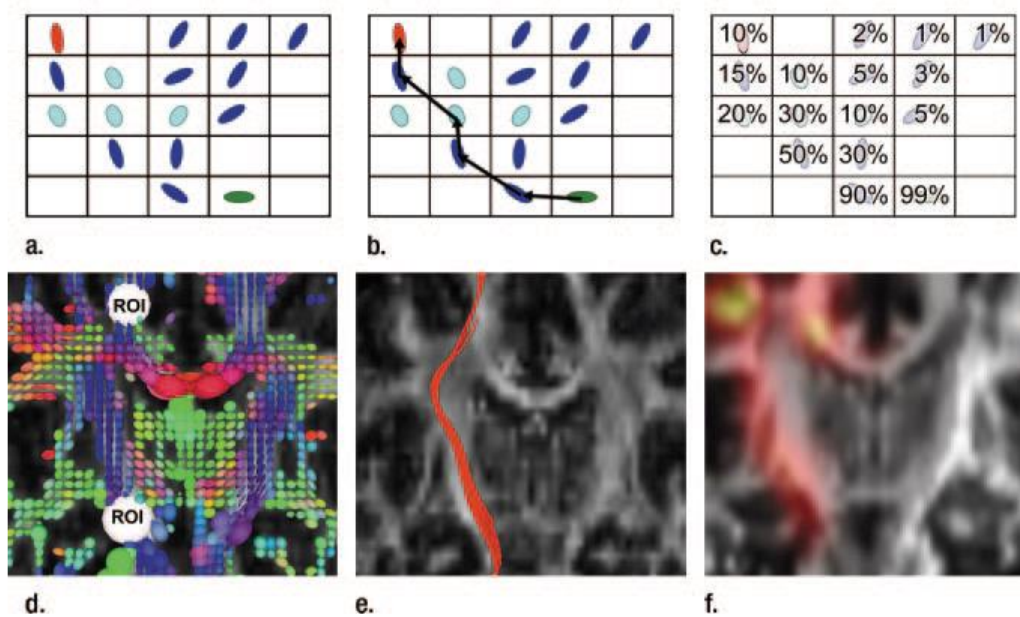 10% 2% 1% 1%
15% 10% 5% 3%
20% 30% 10% 5%
50% 30%
90% 99%
a. b. c.
ROI
ROI
d. e. f.